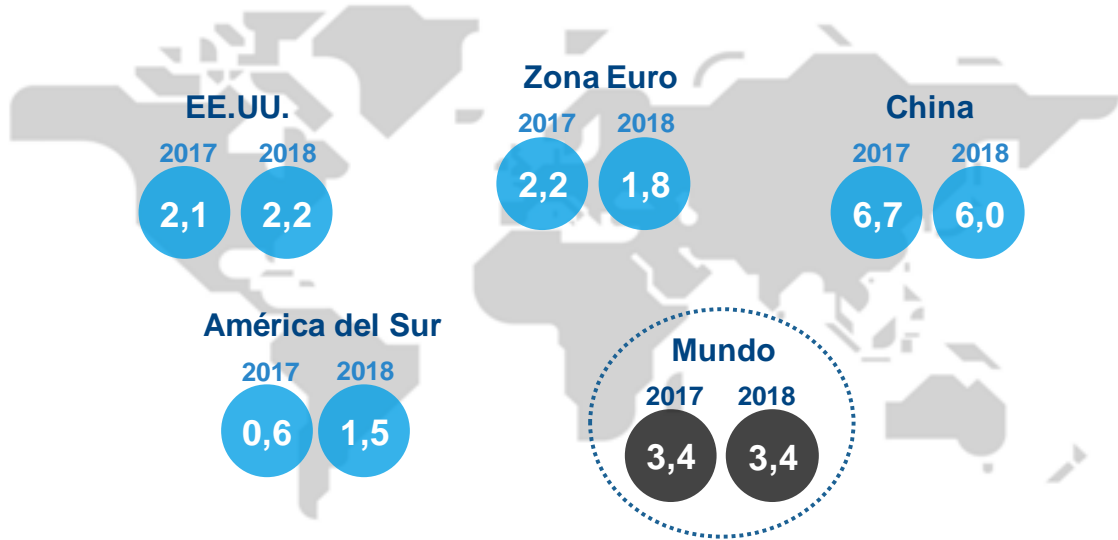 EE.UU.
2017 2018
2,1 2,2
Zona Euro
2017 2018
2,2 1,8
China
2017 2018
6,7 6,0
América del Sur
2017 2018
0,6 1,5
Mundo
2017 2018
3,4 3,4